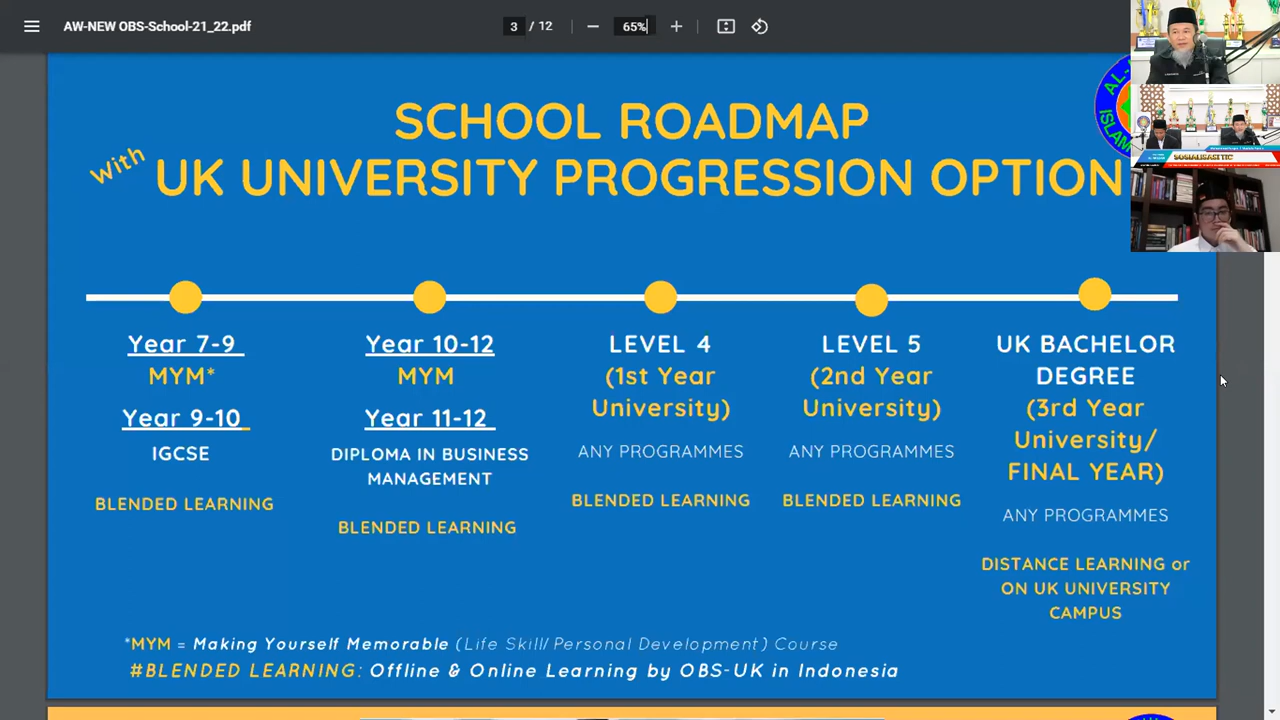 AW-NEW OBS-School-21_22.pdf
3 / 12
65%
SCHOOL ROADMAP
With
UK UNIVERSITY PROGRESSION OPTION
AL-
ISLAM
SOSIALISASI TIC
Year 7-9
MYM*
Year 9-10
IGCSE
BLENDED LEARNING
Year 10-12
MYM
Year 11-12
DIPLOMA IN BUSINESS
MANAGEMENT
BLENDED LEARNING
LEVEL 4
(1st Year
University)
ANY PROGRAMMES
BLENDED LEARNING
LEVEL 5
(2nd Year
University)
ANY PROGRAMMES
BLENDED LEARNING
UK BACHELOR
DEGREE
(3rd Year
University/
FINAL YEAR)
ANY PROGRAMMES
DISTANCE LEARNING or
ON UK UNIVERSITY
CAMPUS
*MYM = Making Yourself Memorable (Life Skill/ Personal Development) Course
#BLENDED LEARNING: Offline & Online Learning by OBS-UK in Indonesia